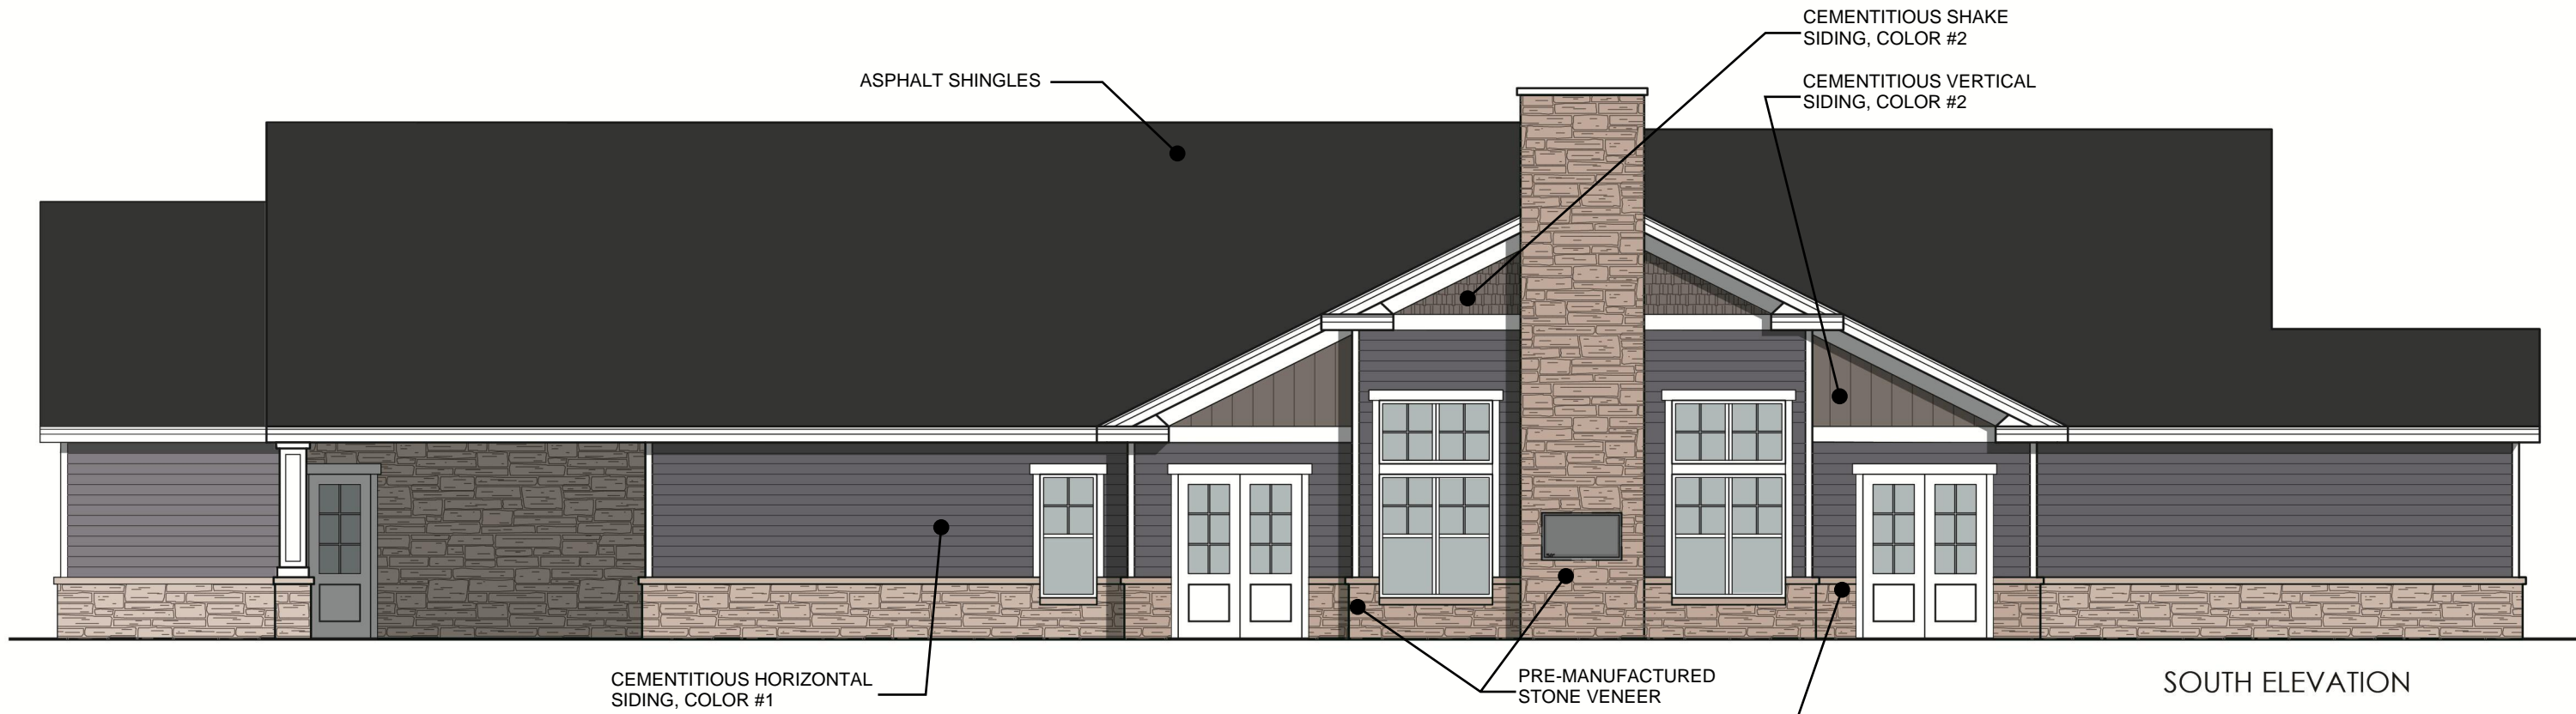 CEMENTITIOUS SHAKE
SIDING, COLOR #2
ASPHALT SHINGLES
CEMENTITIOUS VERTICAL
SIDING, COLOR #2
CEMENTITIOUS HORIZONTAL
SIDING, COLOR #1
PRE-MANUFACTURED
STONE VENEER
SOUTH ELEVATION